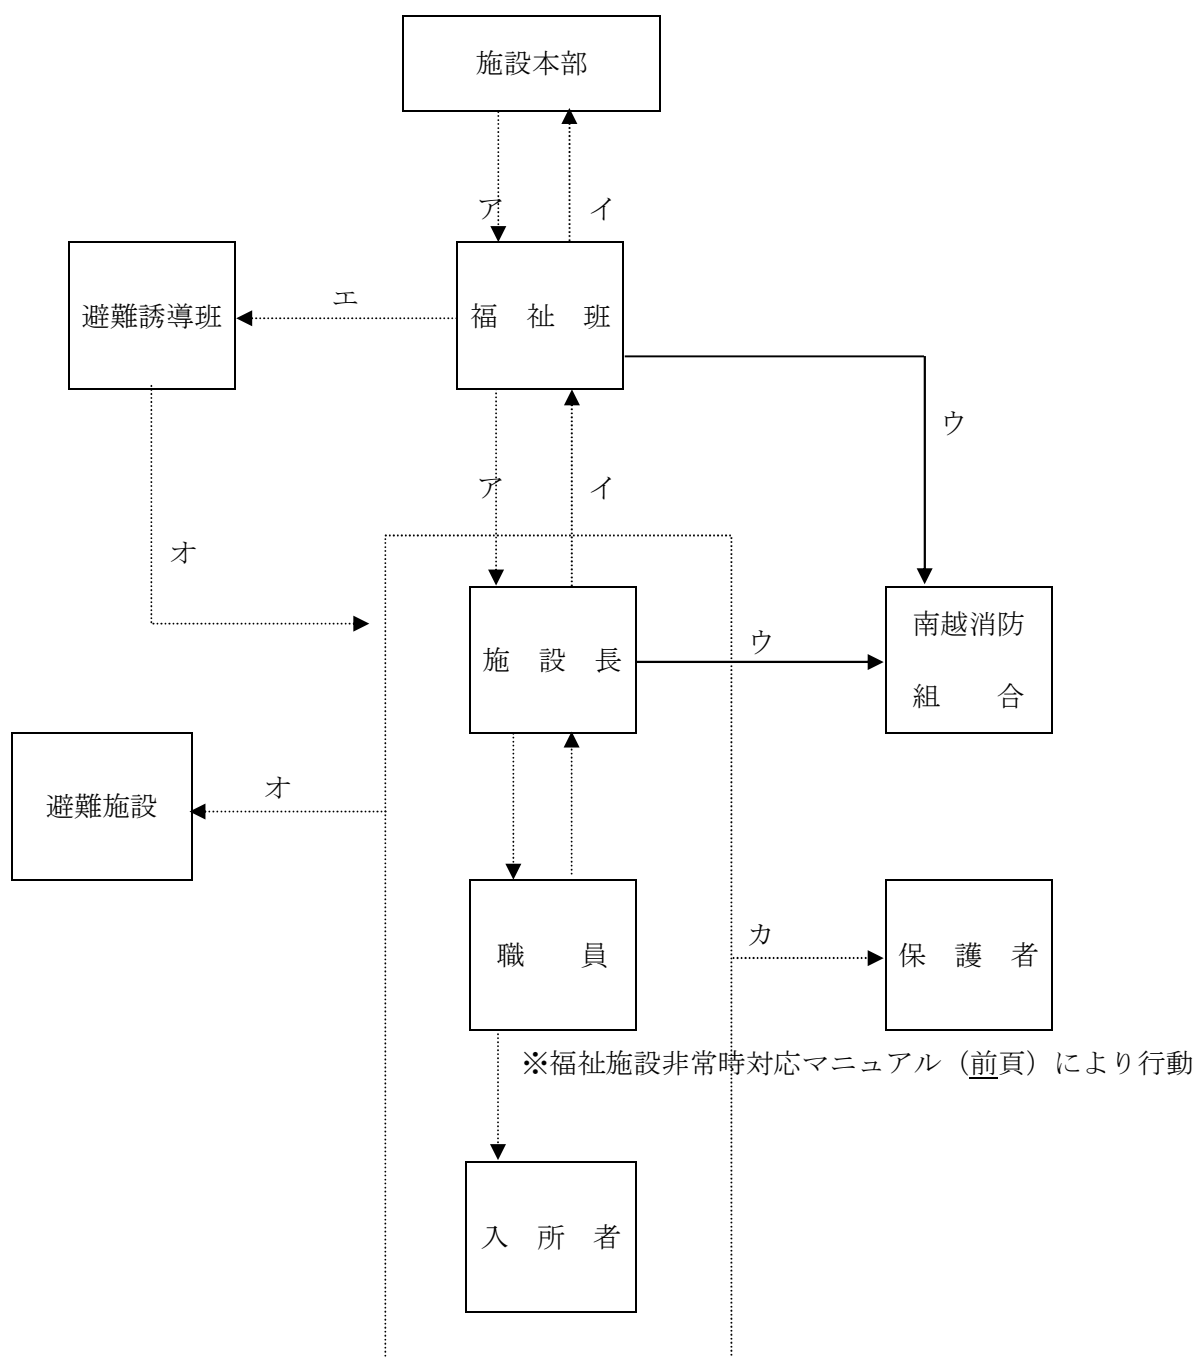 施設本部
ア
イ
避難誘導班
エ
福　祉　班
ウ
ア
イ
オ
施　設　長
ウ
南越消防
組　　合
避難施設
オ
職　　員
カ
保　護　者
※福祉施設非常時対応マニュアル（前頁）により行動
入　所　者